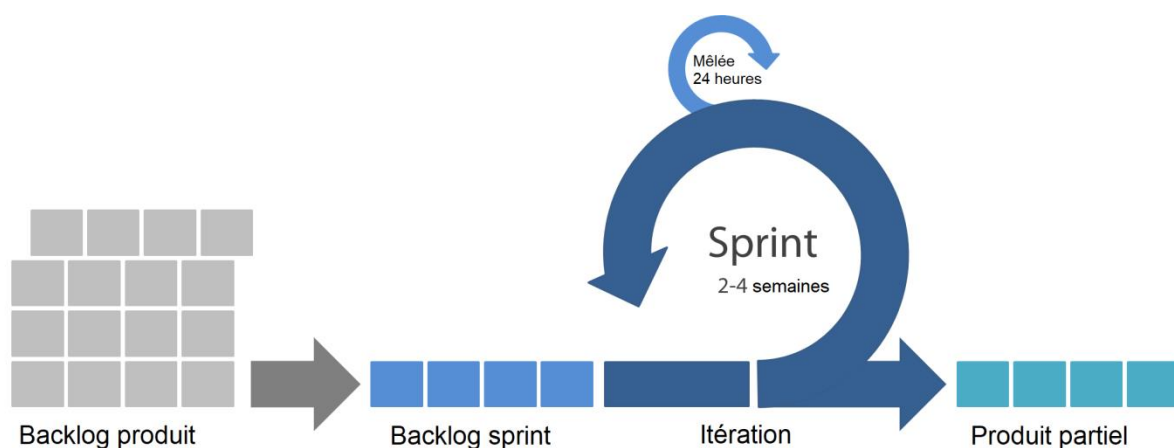 Mêlée
24 heures
Sprint
2-4 semaines
Backlog produit
Backlog sprint
Itération
Produit partiel